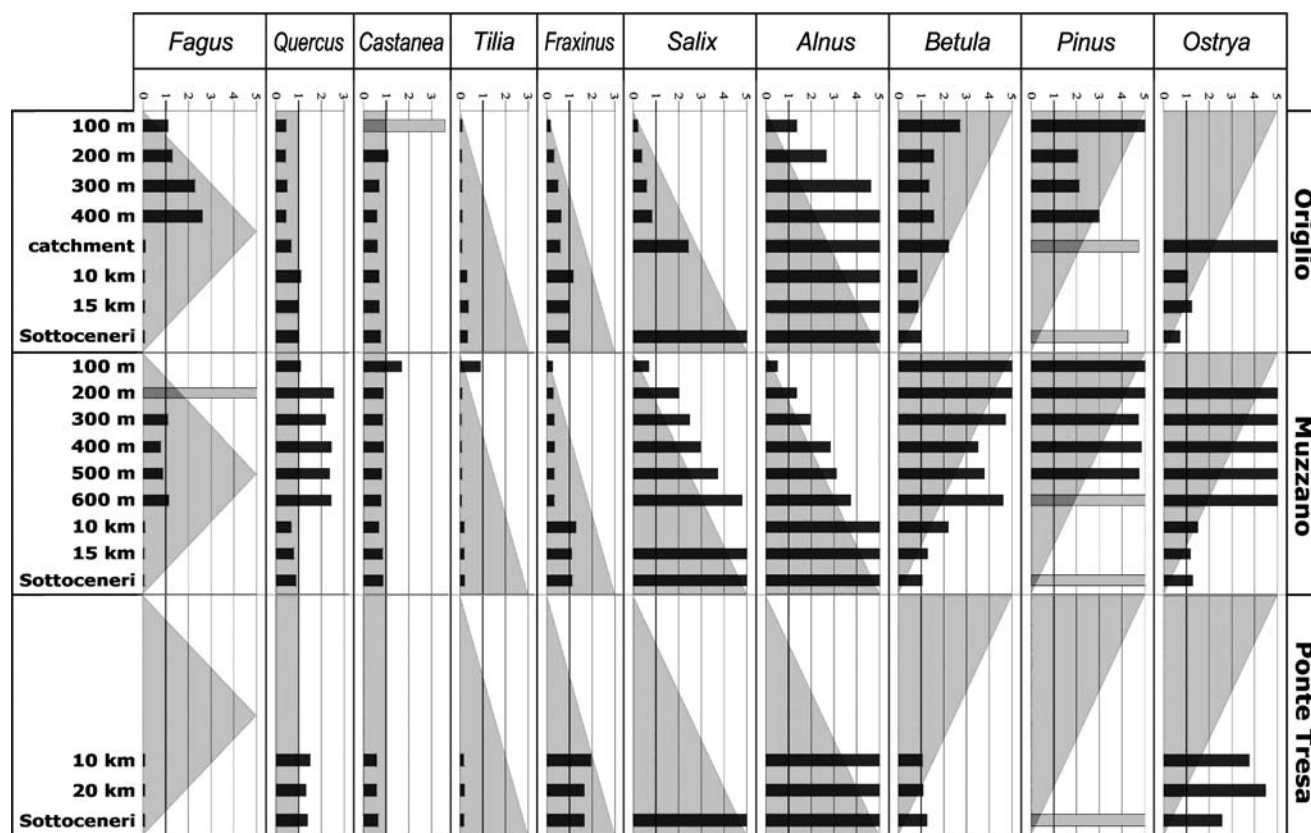 Fagus Quercus Castanea Tilia Fraxinus Salix Alnus Betula Pinus Ostrya
0 1 2 3 4 5 0 1 2 3 0 1 2 3 0 1 2 3 0 1 2 3 0 1 2 3 4 5 0 1 2 3 4 5 0 1 2 3 4 5 0 1 2 3 4 5 0 1 2 3 4 5
Origlio
100 m
200 m
300 m
400 m
catchment
10 km
15 km
Sottoceneri
Muzzano
100 m
200 m
300 m
400 m
500 m
600 m
10 km
15 km
Sottoceneri
Ponte Tresa
10 km
20 km
Sottoceneri